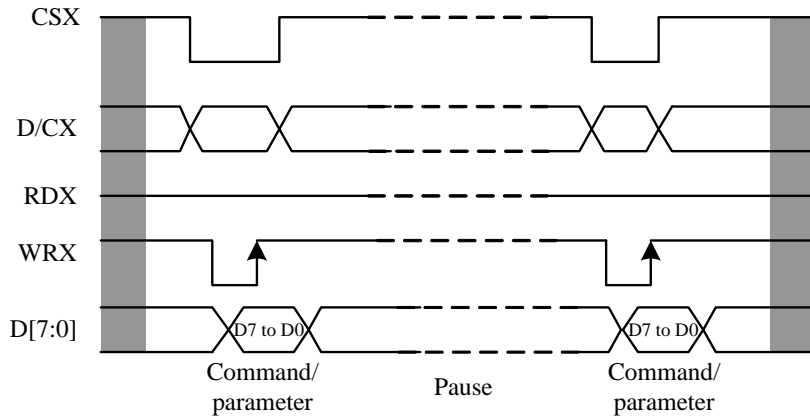 CSX
D/CX
RDX
WRX
D[7:0]
D7 to D0
D7 to D0
Command/
parameter
Pause
Command/
parameter